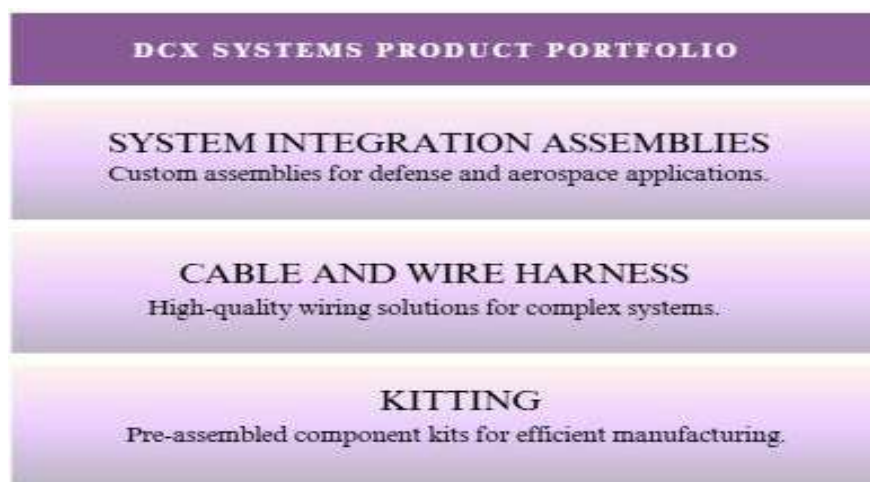 DCX SYSTEMS PRODUCT PORTFOLIO
SYSTEM INTEGRATION ASSEMBLIES
Custom assemblies for defense and aerospace applications.
CABLE AND WIRE HARNESS
High-quality wiring solutions for complex systems.
KITTING
Pre-assembled component kits for efficient manufacturing.